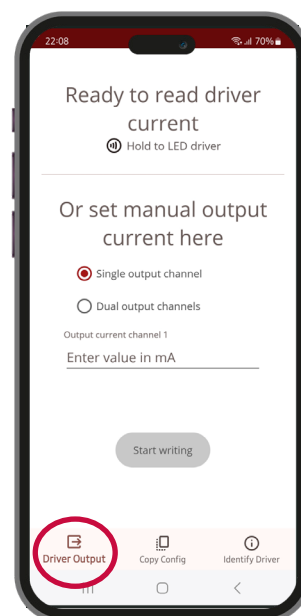 22:08
70%
Ready to read driver
current
Hold to LED driver
Or set manual output
current here
Single output channel
Dual output channels
Output current channel 1
Enter value in mA
Start writing
Driver Output
Copy Config
Identify Driver